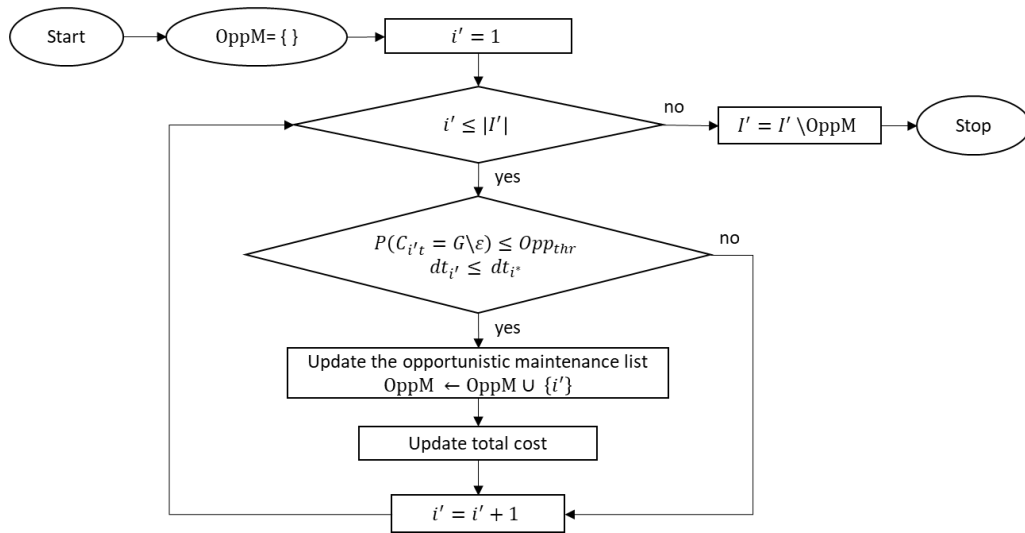 Start
OppM= { }
i′ = 1
i′ ≤ |I′|
no
I′ = I′ \OppM
Stop
yes
P(C_{i′t} = G\ε) ≤ Opp_{thr}
dt_{i′} ≤ dt_{i*}
no
yes
Update the opportunistic maintenance list
OppM ← OppM ∪ {i′}
Update total cost
i′ = i′ + 1